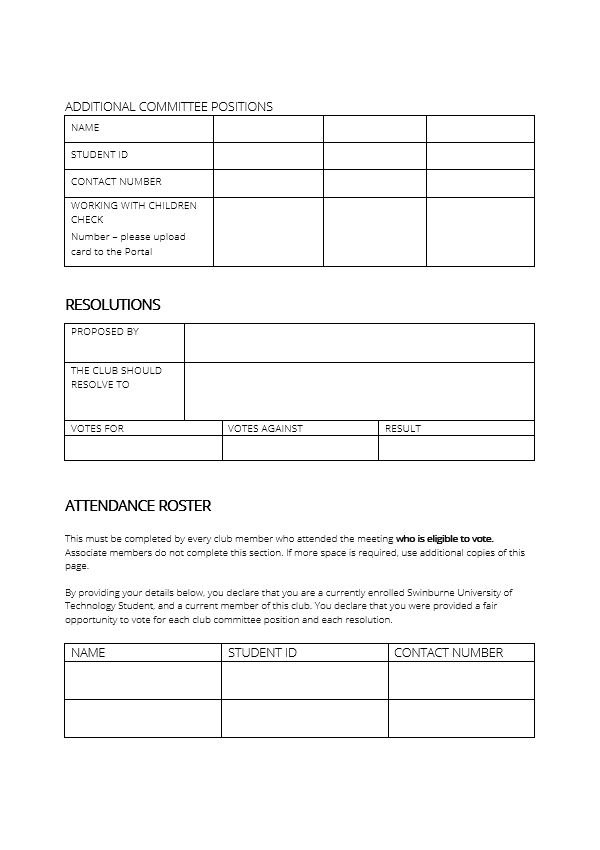 ADDITIONAL COMMITTEE POSITIONS
NAME
STUDENT ID
CONTACT NUMBER
WORKING WITH CHILDREN
CHECK
Number – please upload
card to the Portal
RESOLUTIONS
PROPOSED BY
THE CLUB SHOULD
RESOLVE TO
VOTES FOR VOTES AGAINST RESULT
ATTENDANCE ROSTER
This must be completed by every club member who attended the meeting who is eligible to vote.
Associate members do not complete this section. If more space is required, use additional copies of this
page.
By providing your details below, you declare that you are a currently enrolled Swinburne University of
Technology Student, and a current member of this club. You declare that you were provided a fair
opportunity to vote for each club committee position and each resolution.
NAME STUDENT ID CONTACT NUMBER